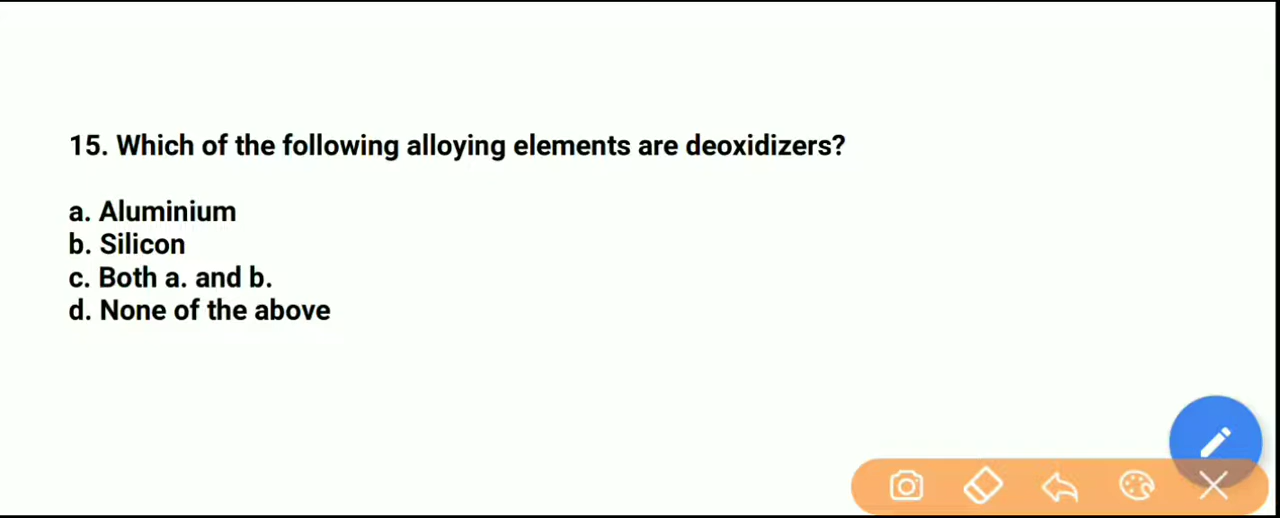 15. Which of the following alloying elements are deoxidizers?
a. Aluminium
b. Silicon
c. Both a. and b.
d. None of the above